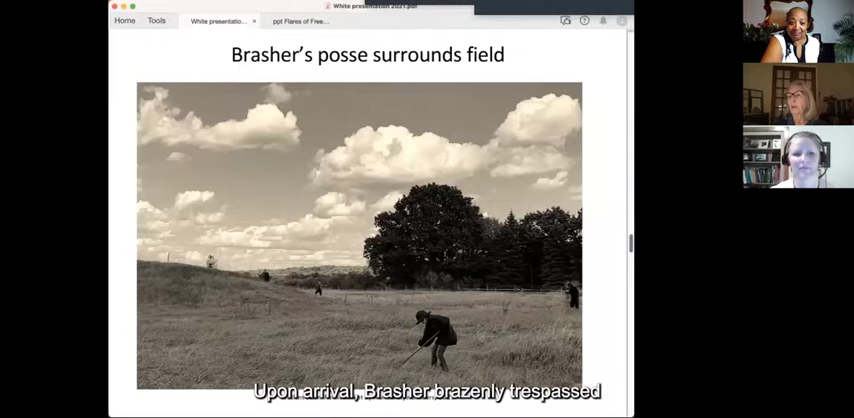 White presentation 2021.pdf
Home
Tools
White presentatio...
ppt Flares of Free...
Brasher's posse surrounds field
Upon arrival, Brasher brazenly trespassed